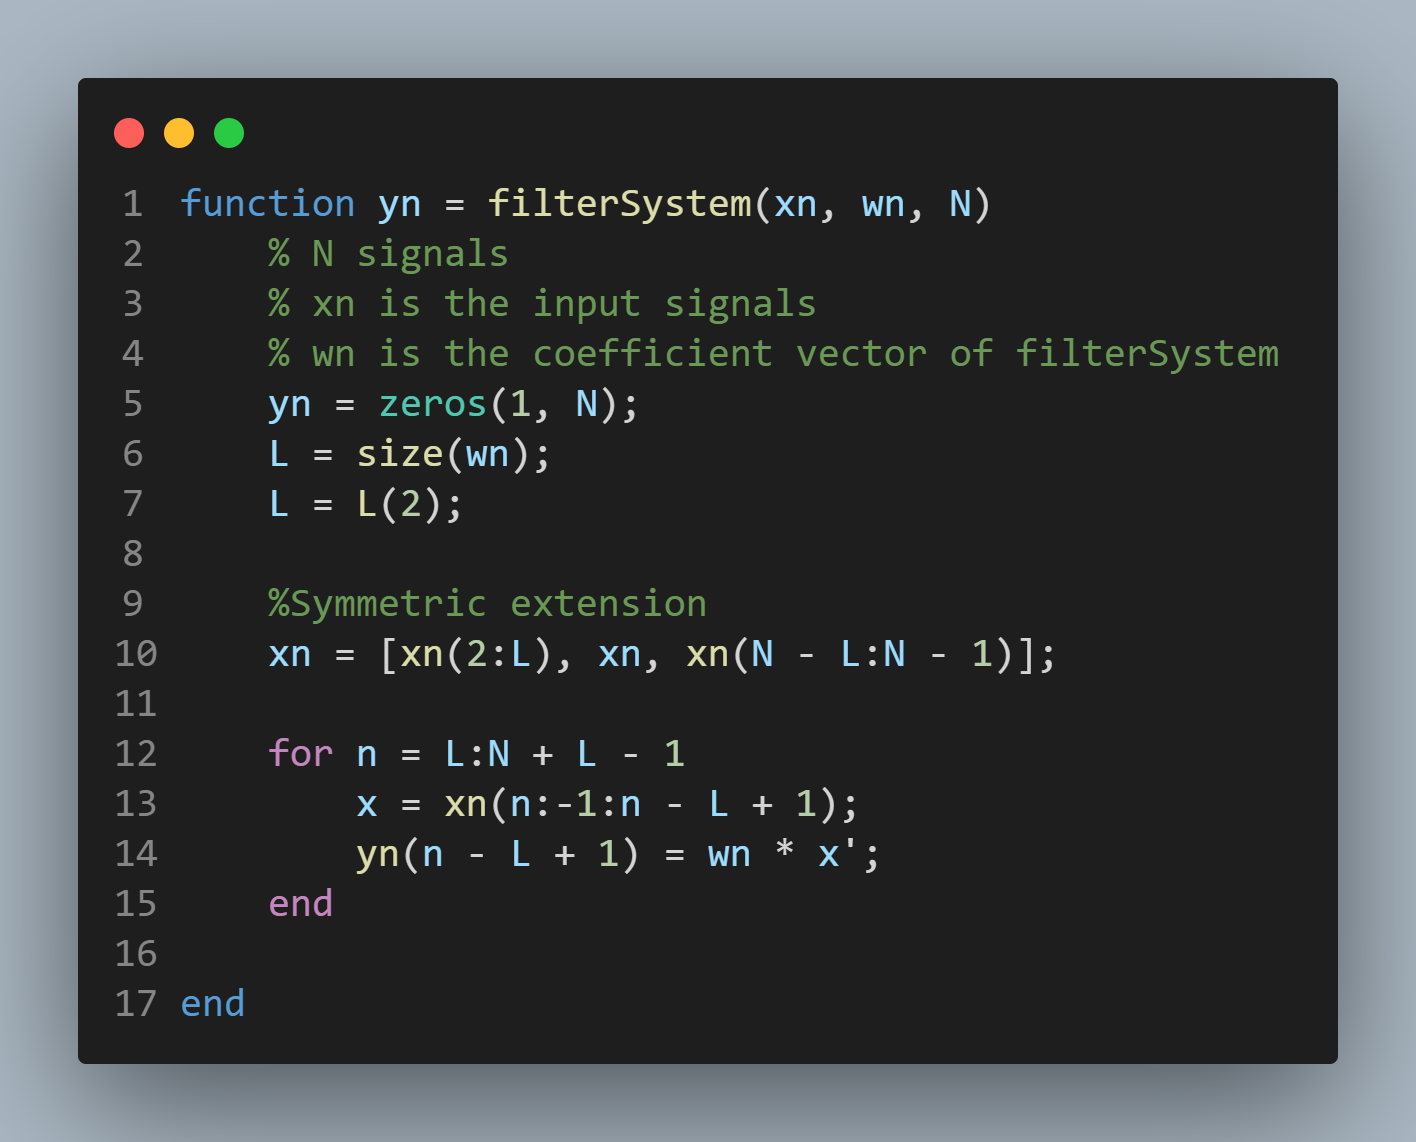 1 function yn = filterSystem(xn, wn, N)
2     % N signals
3     % xn is the input signals
4     % wn is the coefficient vector of filterSystem
5     yn = zeros(1, N);
6     L = size(wn);
7     L = L(2);
8
9     %Symmetric extension
10     xn = [xn(2:L), xn, xn(N - L:N - 1)];
11
12     for n = L:N + L - 1
13         x = xn(n:-1:n - L + 1);
14         yn(n - L + 1) = wn * x';
15     end
16
17 end